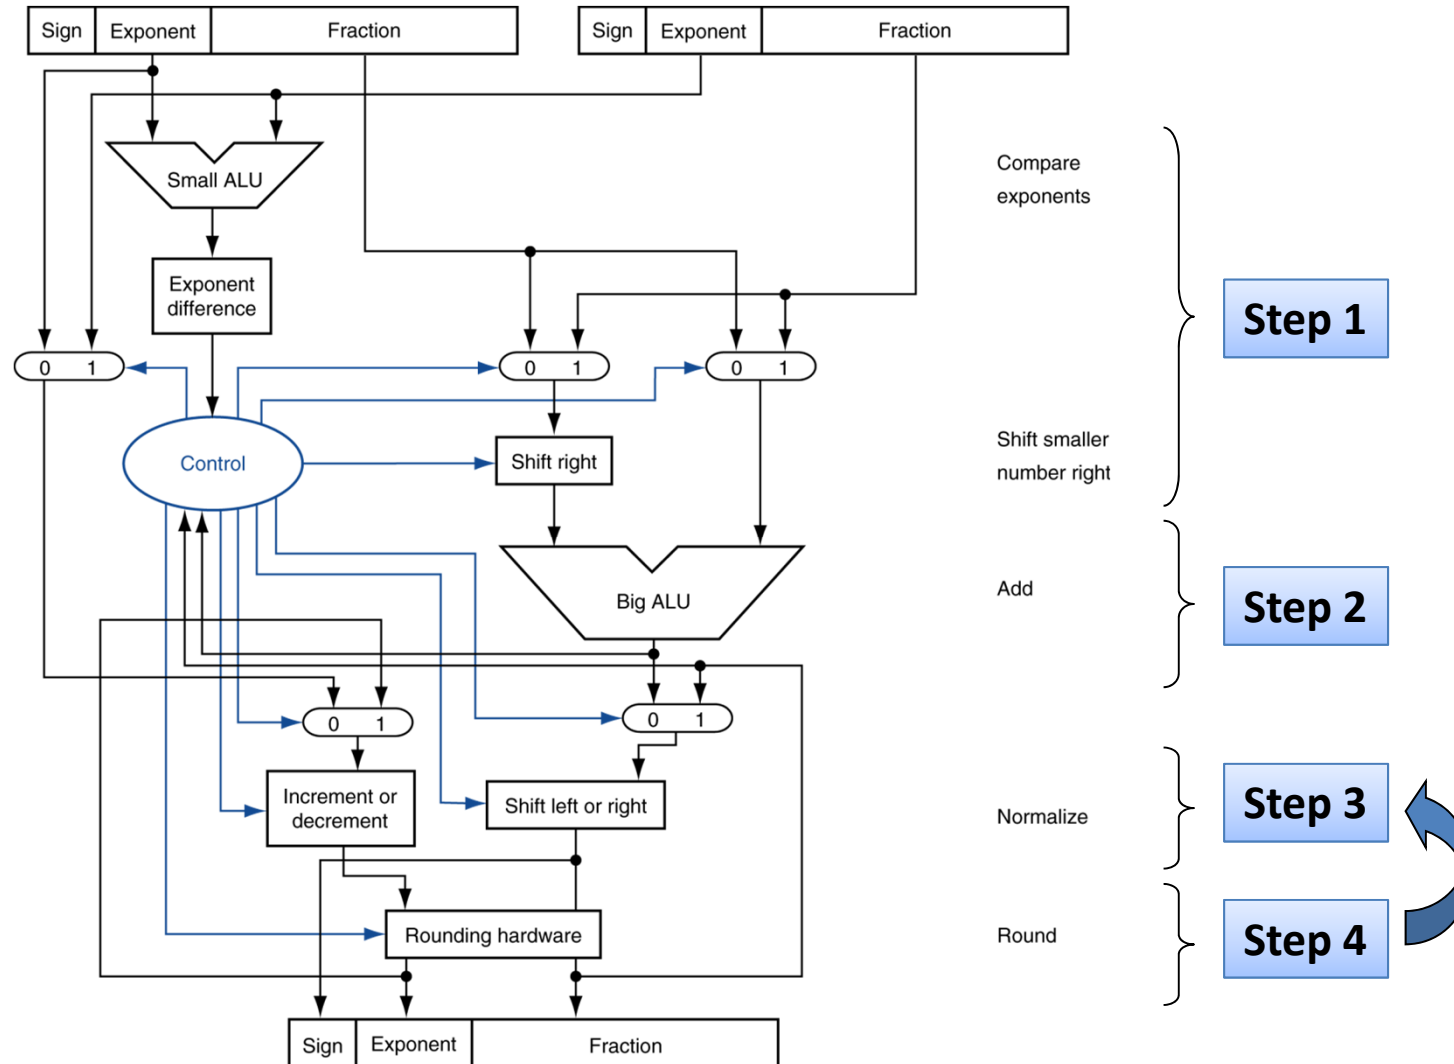 Sign Exponent Fraction Sign Exponent Fraction
Small ALU
Compare
exponents
Exponent
difference
Step 1
0 1 0 1 0 1
Control
Shift right
Shift smaller
number right
Big ALU
Add
Step 2
0 1 0 1
Increment or
decrement
Shift left or right
Normalize
Step 3
Rounding hardware
Round
Step 4
Sign Exponent Fraction